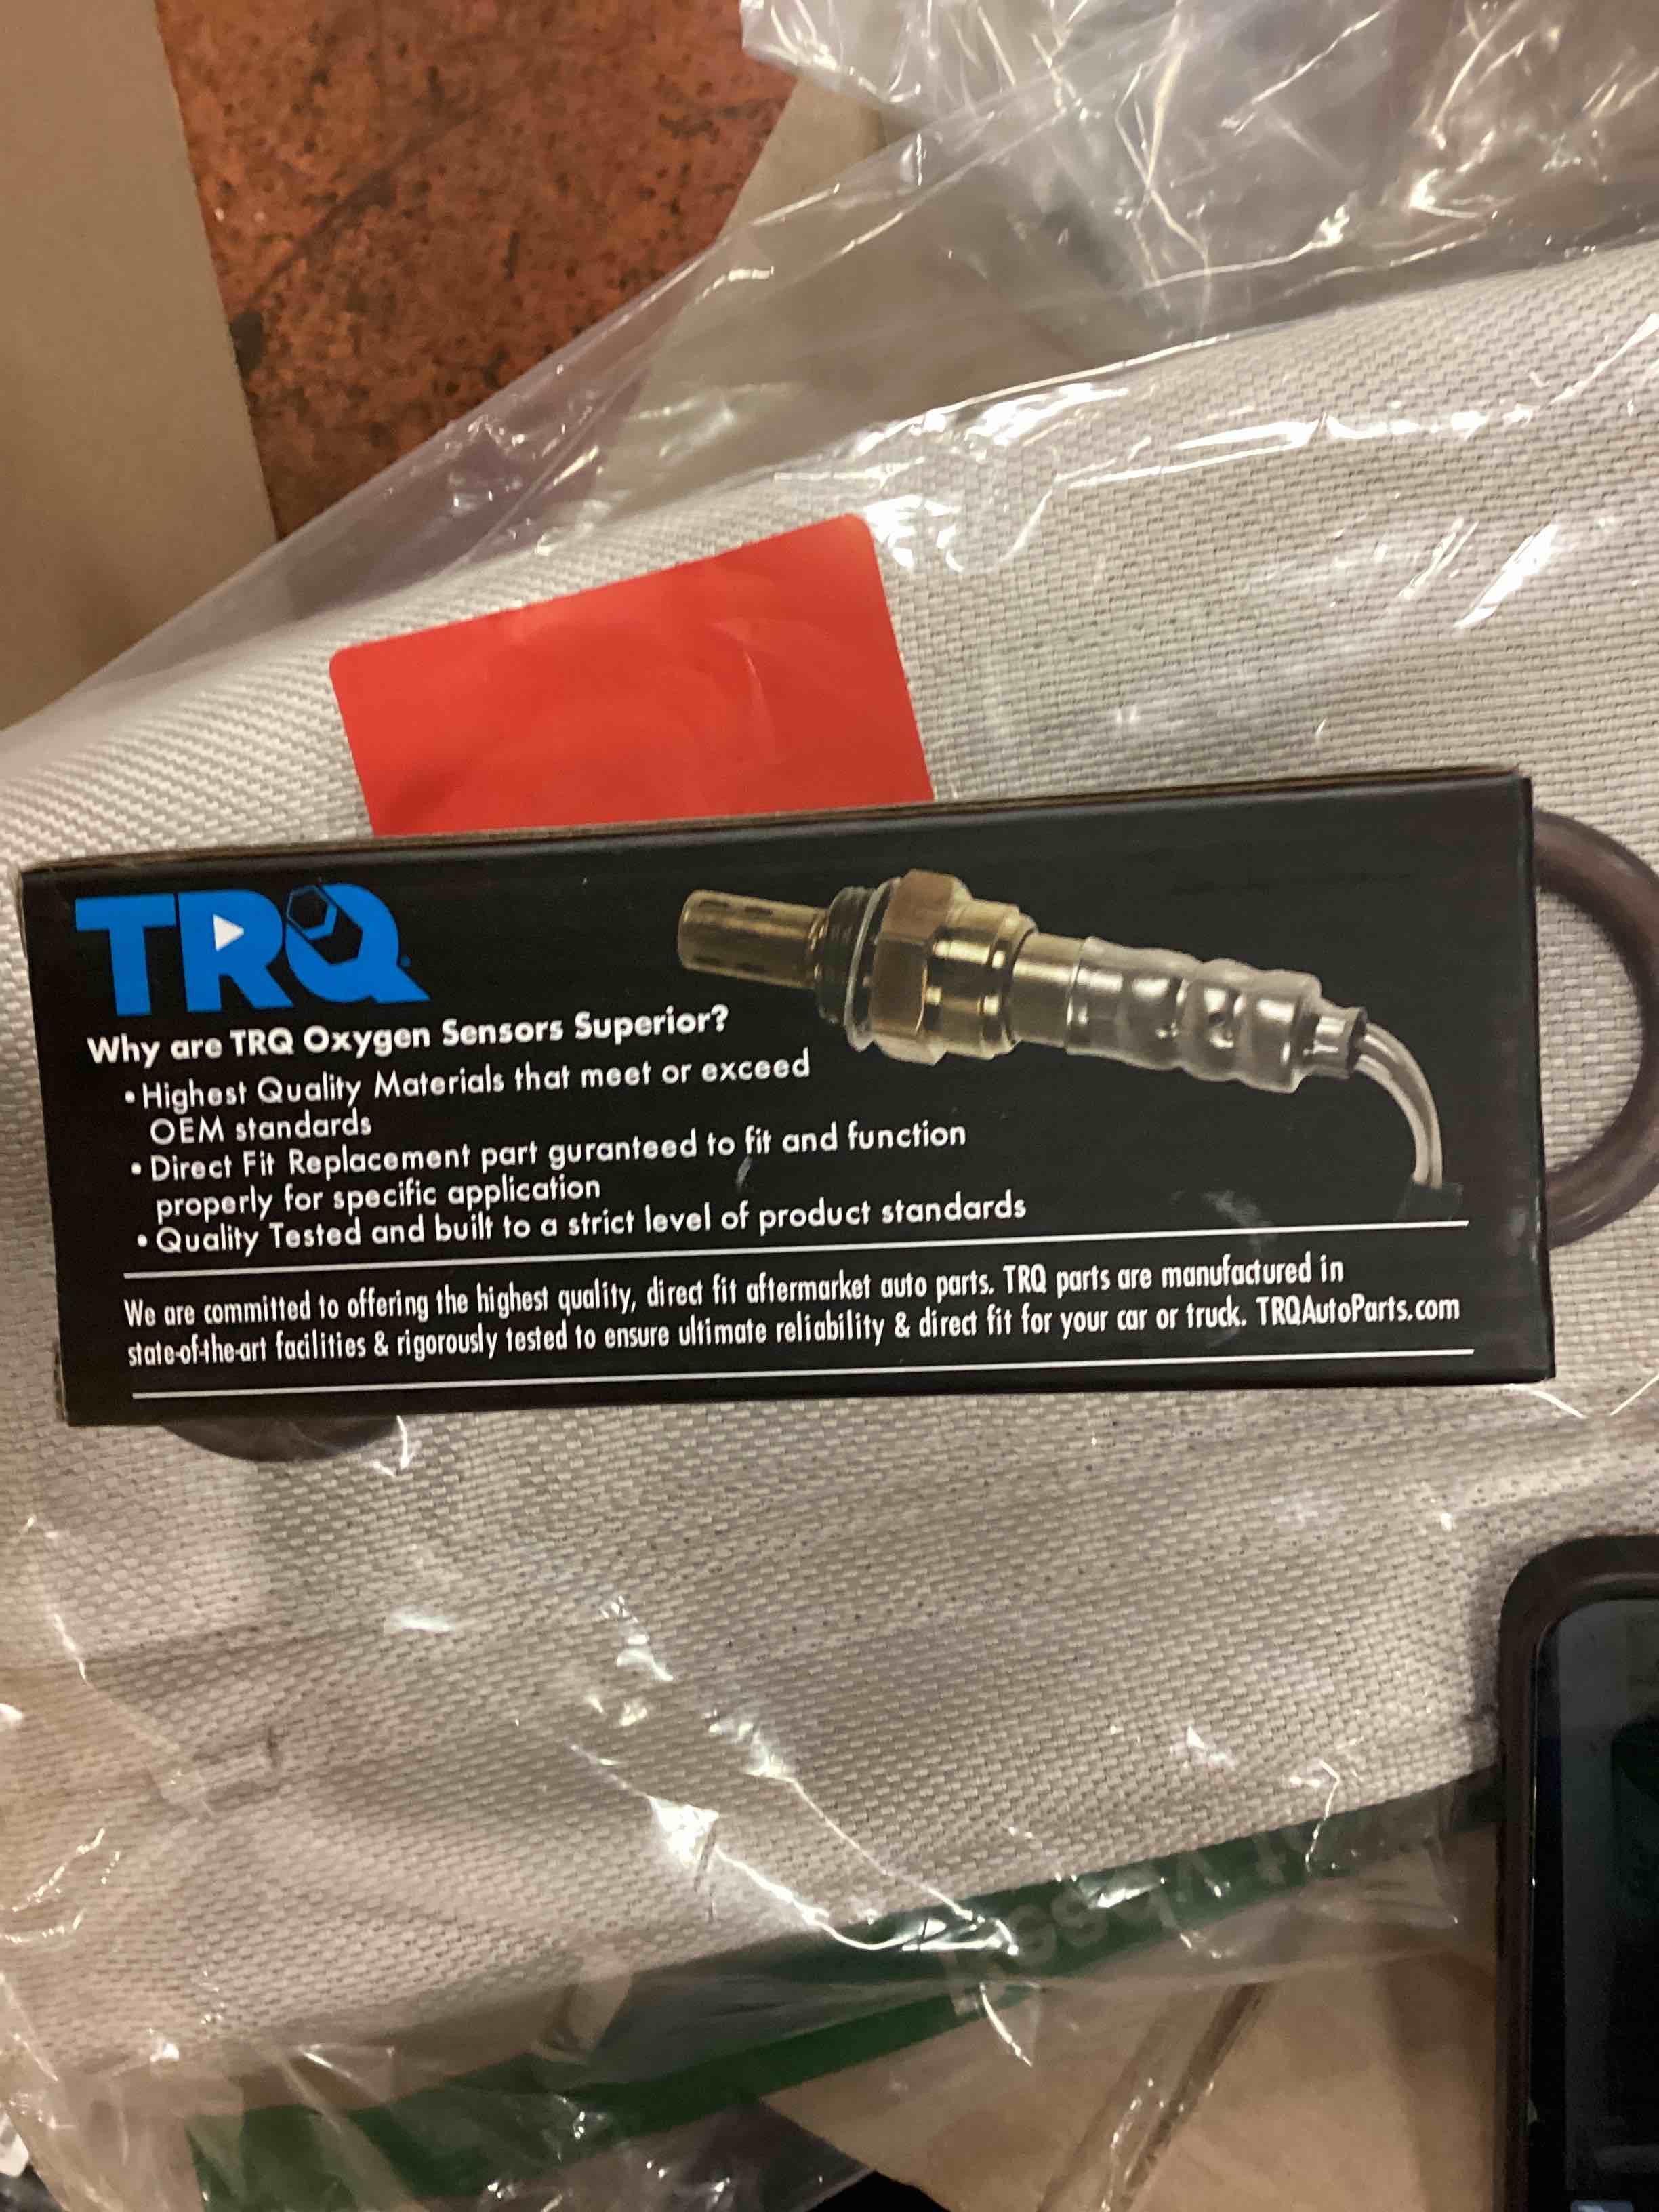 TRQ
Why are TRQ Oxygen Sensors Superior?
• Highest Quality Materials that meet or exceed
OEM standards
• Direct Fit Replacement part guranteed to fit and function
properly for specific application
• Quality Tested and built to a strict level of product standards
We are committed to offering the highest quality, direct fit aftermarket auto parts. TRQ parts are manufactured in
state-of-the-art facilities & rigorously tested to ensure ultimate reliability & direct fit for your car or truck. TRQAutoParts.com